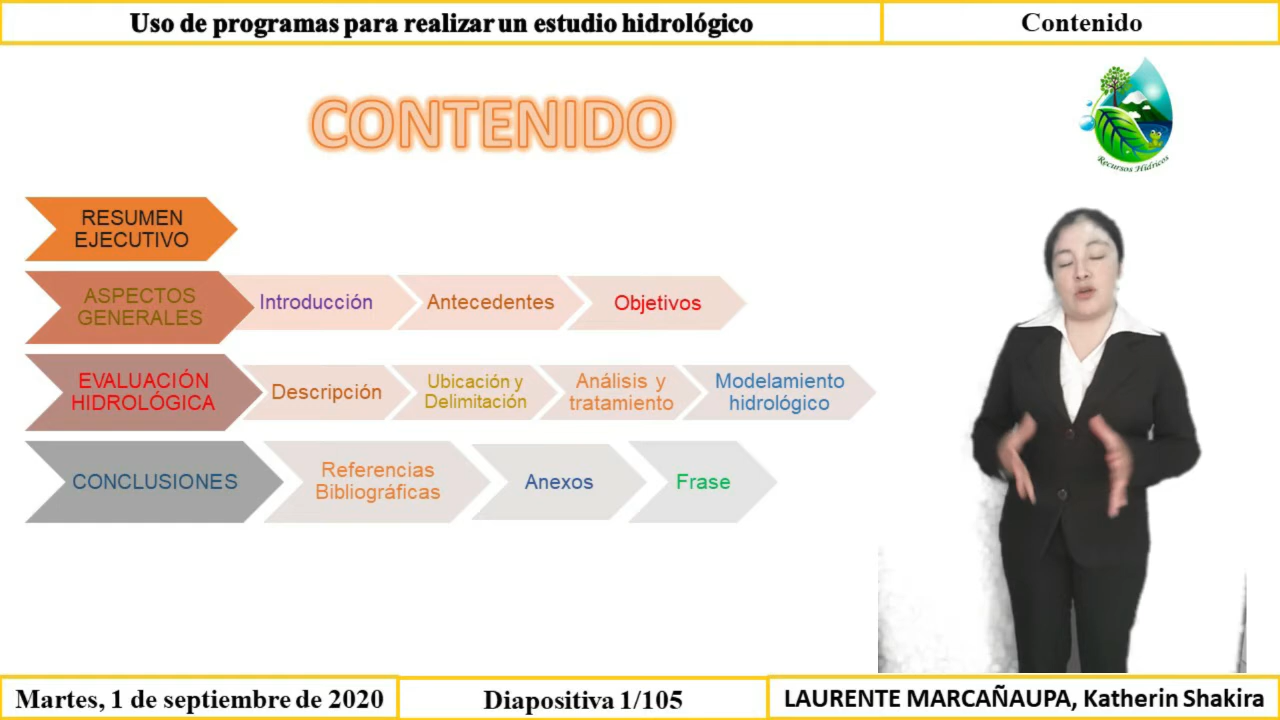 Uso de programas para realizar un estudio hidrológico
Contenido
CONTENIDO
Recursos Hídricos
RESUMEN
EJECUTIVO
ASPECTOS
GENERALES
Introducción
Antecedentes
Objetivos
EVALUACIÓN
HIDROLÓGICA
Descripción
Ubicación y
Delimitación
Análisis y
tratamiento
Modelamiento
hidrológico
CONCLUSIONES
Referencias
Bibliográficas
Anexos
Frase
Martes, 1 de septiembre de 2020
Diapositiva 1/105
LAURENTE MARCAÑAUPA, Katherin Shakira